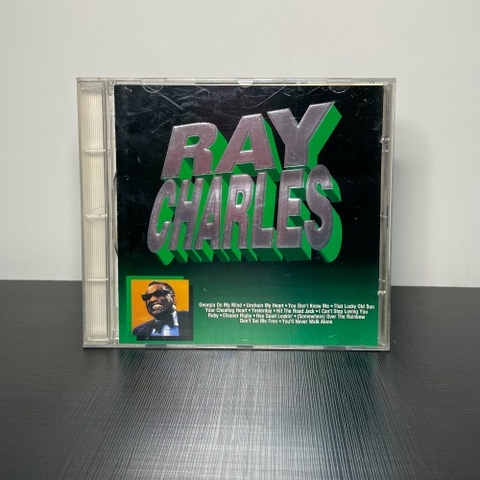 RAY
CHARLES
Georgia On My Mind • Unchain My Heart • You Don't Know Me • That Lucky Old Sun
Your Cheating Heart • Yesterday • Hit The Road Jack • I Can't Stop Loving You
Ruby • Eleanor Rigby • Hey Good Lookin' • (Somewhere) Over The Rainbow
Don't Set Me Free • You'll Never Walk Alone